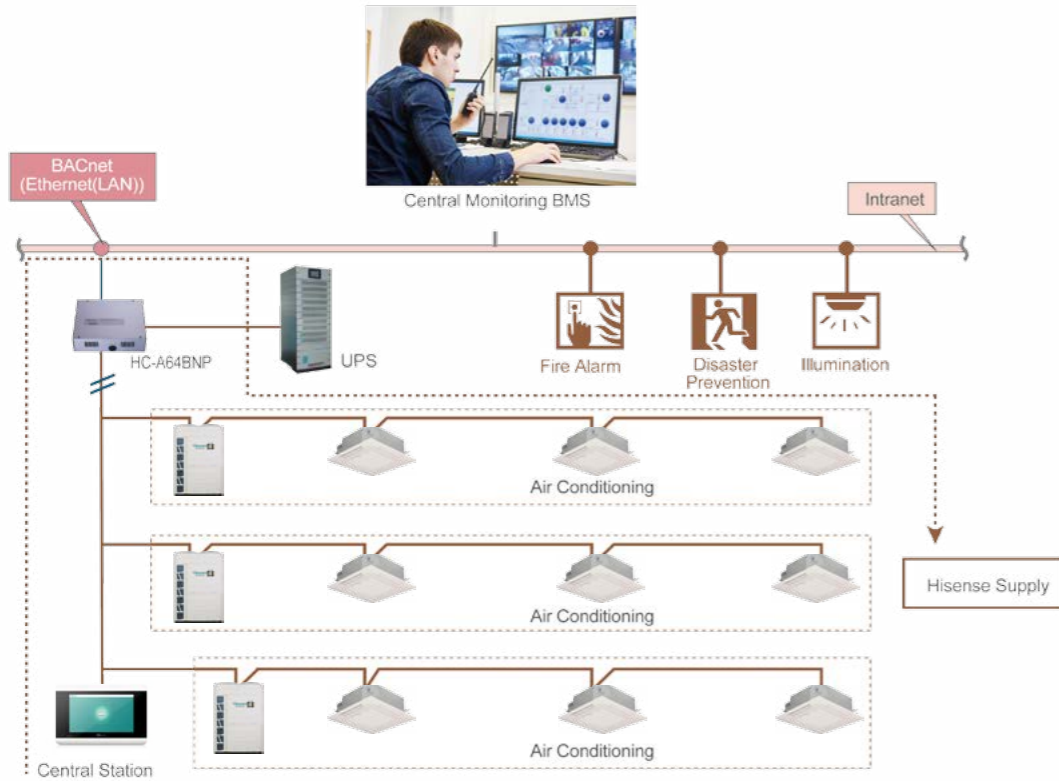 Central Monitoring BMS
BACnet
(Ethernet(LAN))
Intranet
HC-A64BNP
UPS
Fire Alarm
Disaster
Prevention
Illumination
Air Conditioning
Air Conditioning
Hisense Supply
Air Conditioning
Central Station